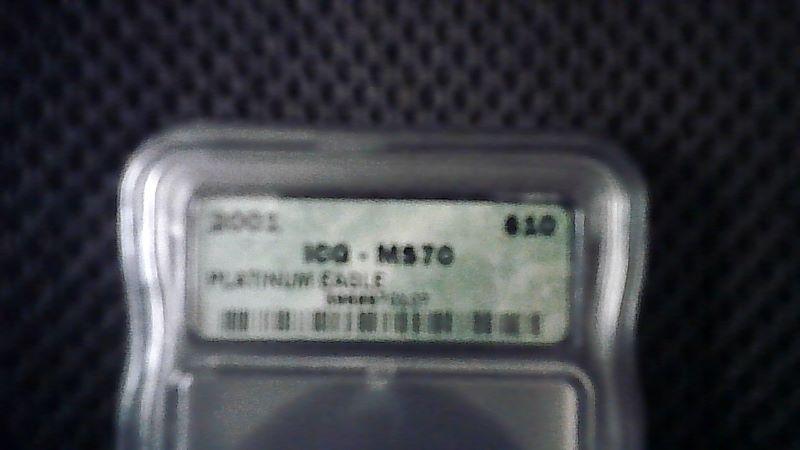 2001 $10
ICG - MS70
PLATINUM EAGLE